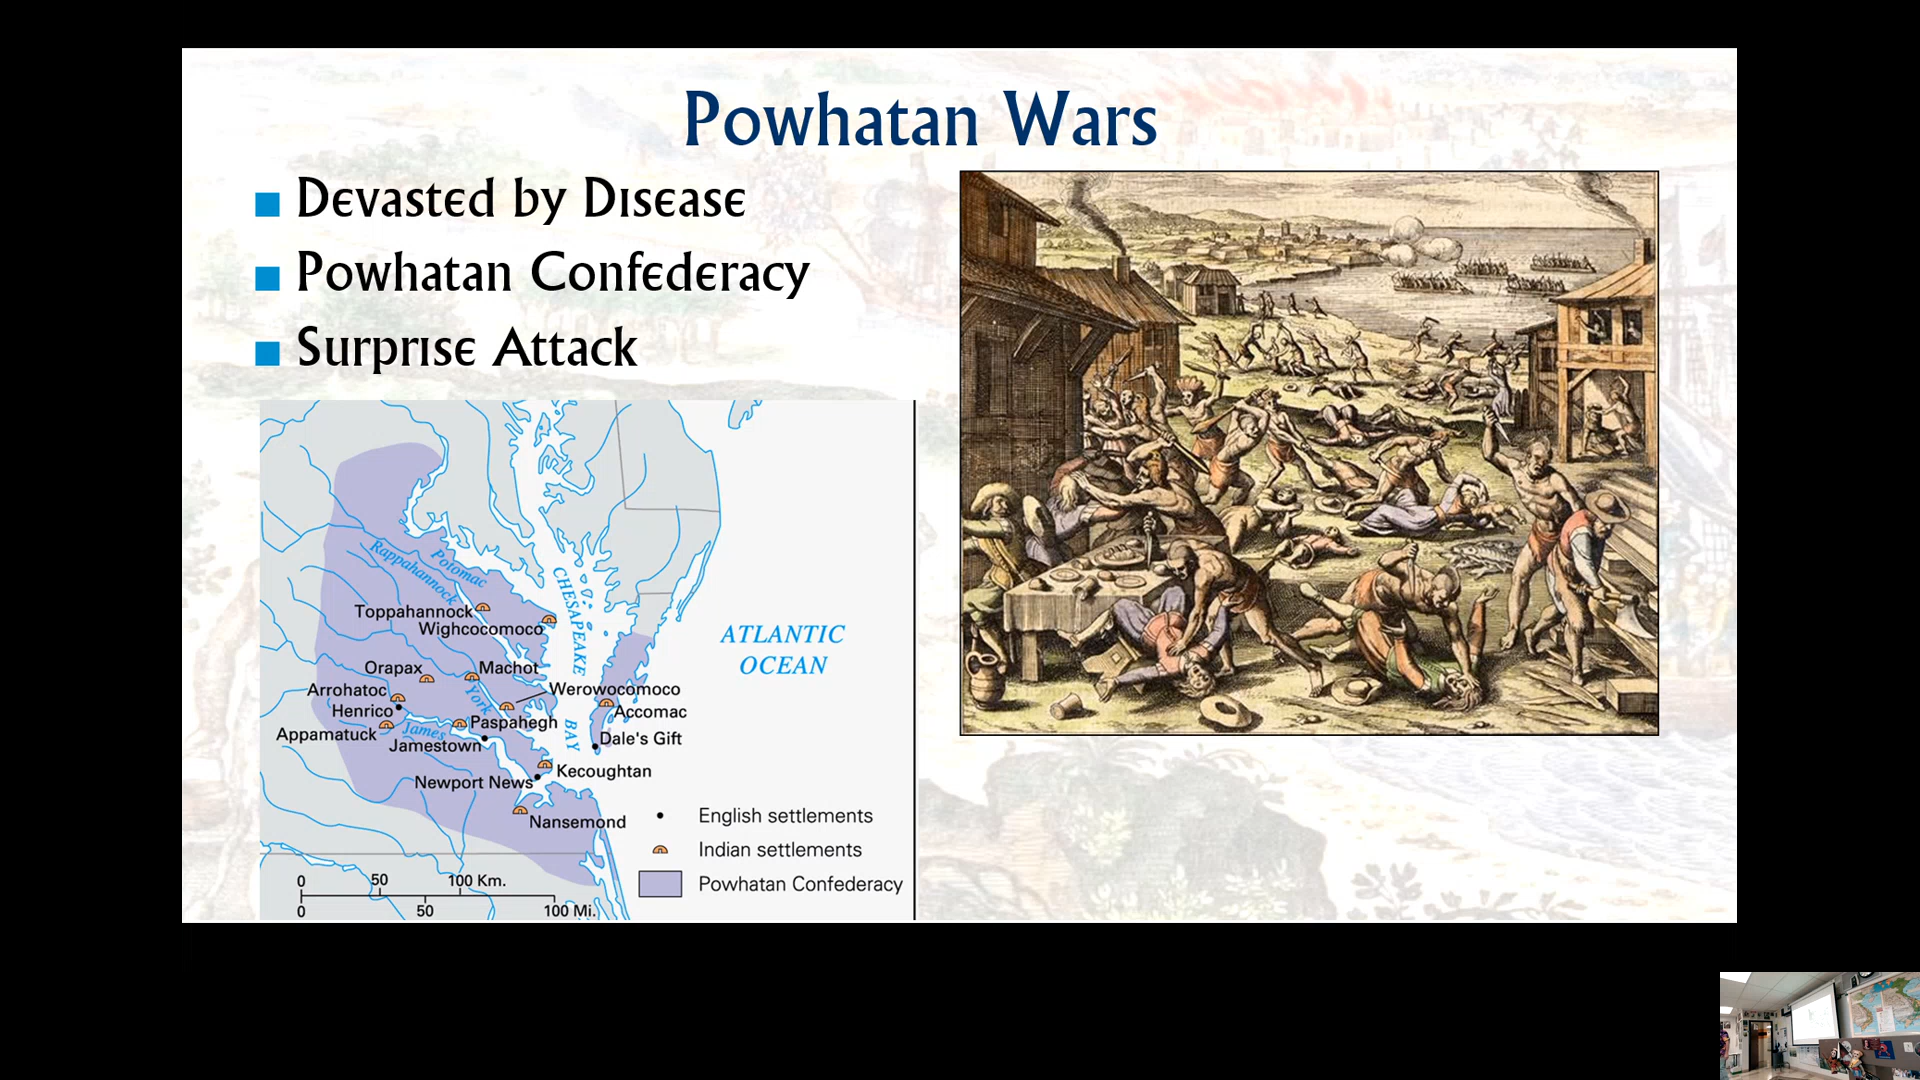 Powhatan Wars
Devasted by Disease
Powhatan Confederacy
Surprise Attack
Potomac
Rappahannock
CHESAPEAKE
BAY
Toppahannock
Wighcocomoco
ATLANTIC
OCEAN
Orapax
Machot
Arrohatoc
Werowocomoco
York
Henrico
Accomac
Appamatuck
James
Paspahegh
Jamestown
Dale's Gift
Kecoughtan
Newport News
Nansemond
English settlements
Indian settlements
Powhatan Confederacy
0 50 100 Km.
0 50 100 Mi.